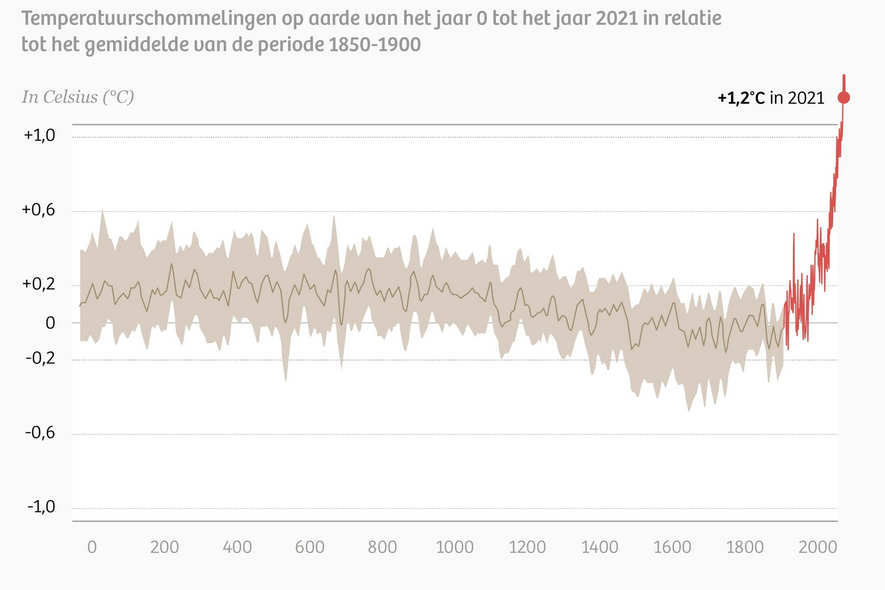 Temperatuurschommelingen op aarde van het jaar 0 tot het jaar 2021 in relatie
tot het gemiddelde van de periode 1850-1900
In Celsius (°C)
+1,2°C in 2021
+1,0
+0,6
+0,2
0
-0,2
-0,6
-1,0
0 200 400 600 800 1000 1200 1400 1600 1800 2000